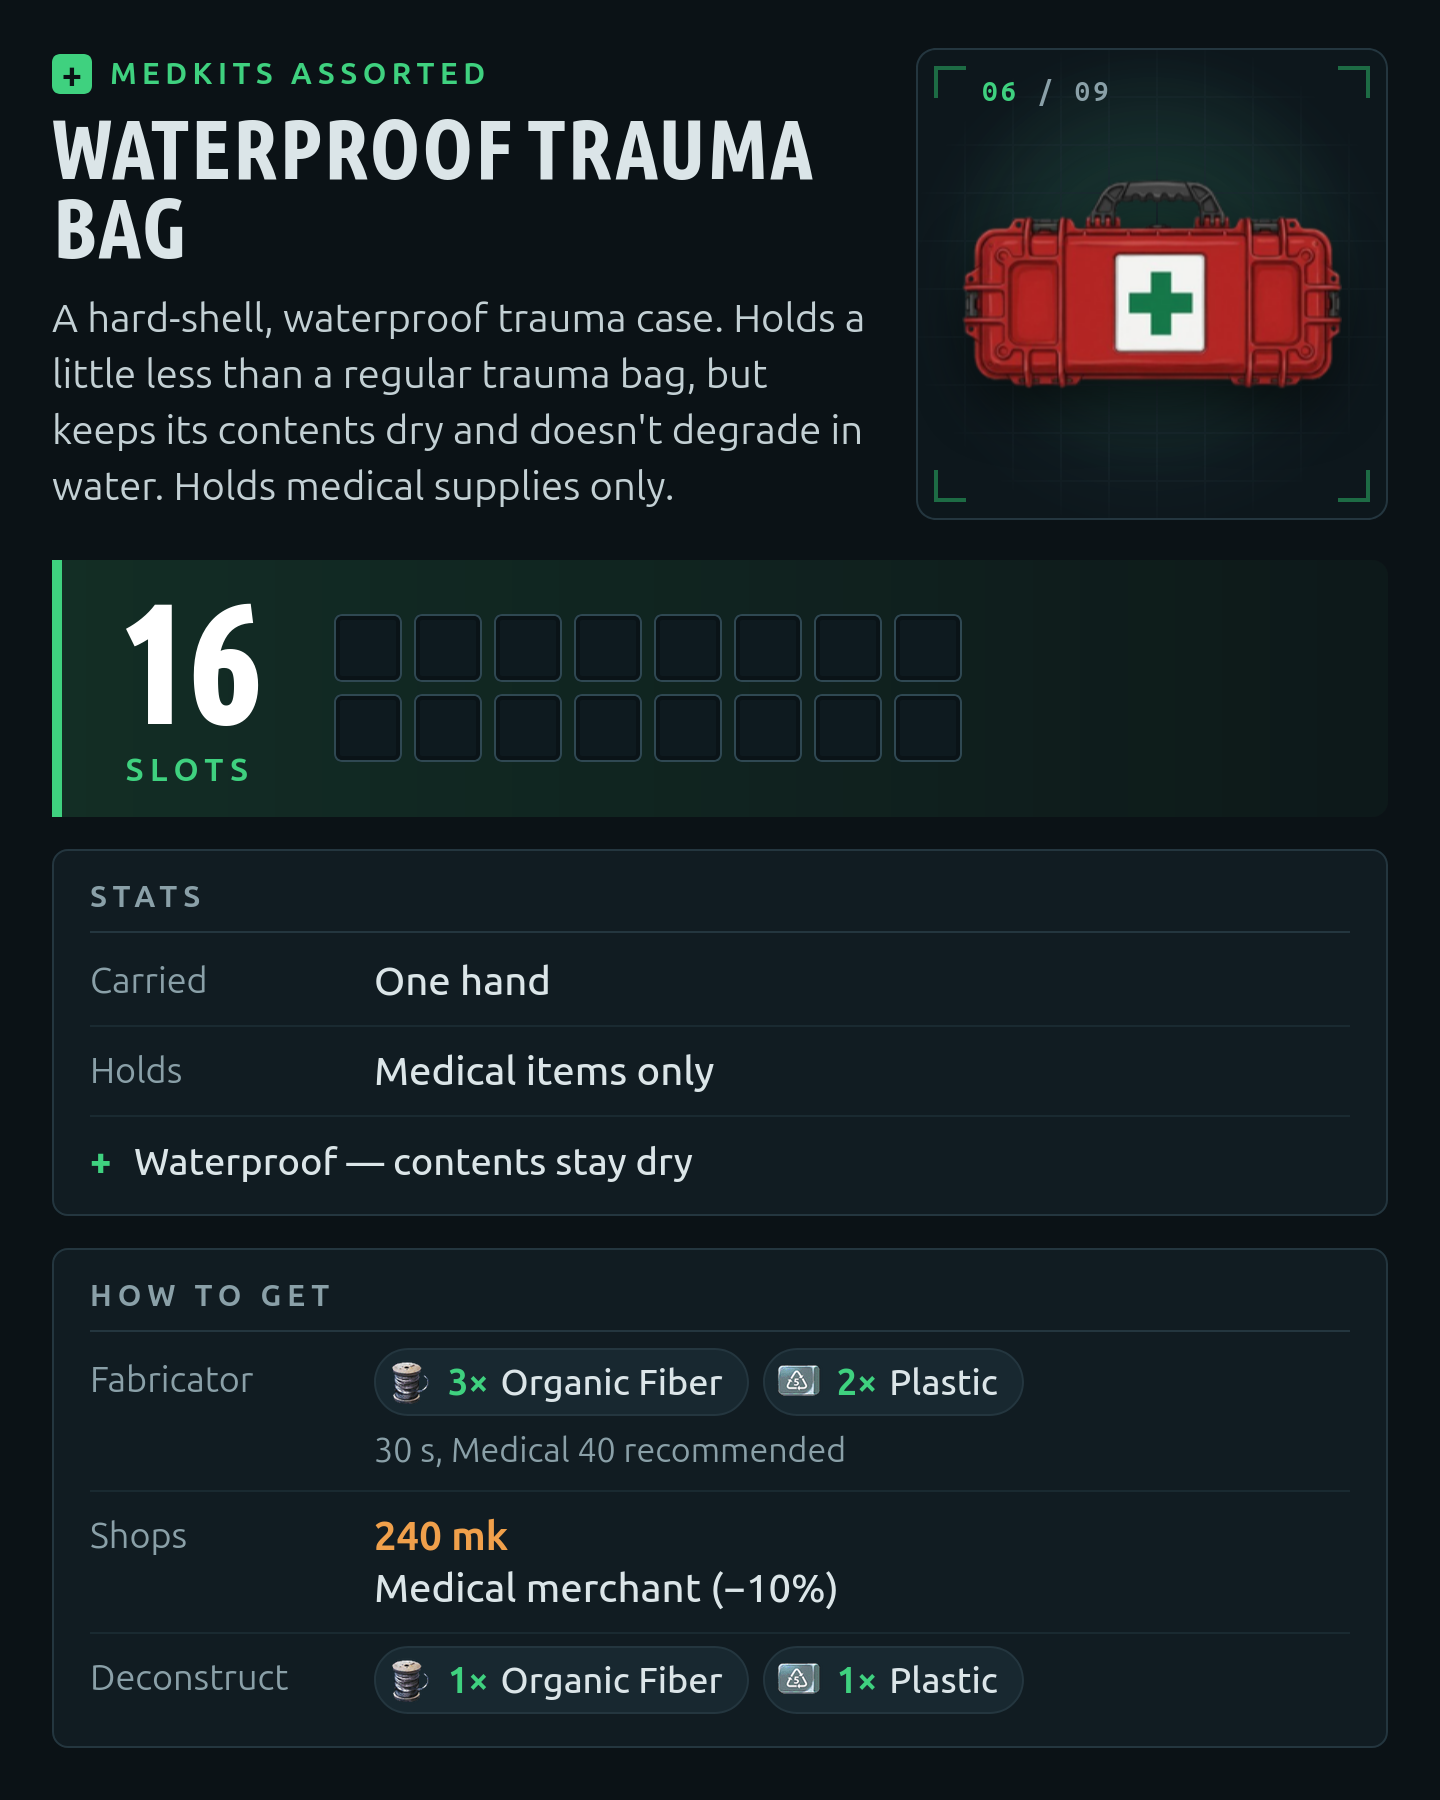 + MEDKITS ASSORTED
WATERPROOF TRAUMA
BAG
A hard-shell, waterproof trauma case. Holds a
little less than a regular trauma bag, but
keeps its contents dry and doesn't degrade in
water. Holds medical supplies only.
06 / 09
16
SLOTS
STATS
Carried One hand
Holds Medical items only
+ Waterproof — contents stay dry
HOW TO GET
Fabricator 3× Organic Fiber 2× Plastic
30 s, Medical 40 recommended
Shops 240 mk
Medical merchant (−10%)
Deconstruct 1× Organic Fiber 1× Plastic